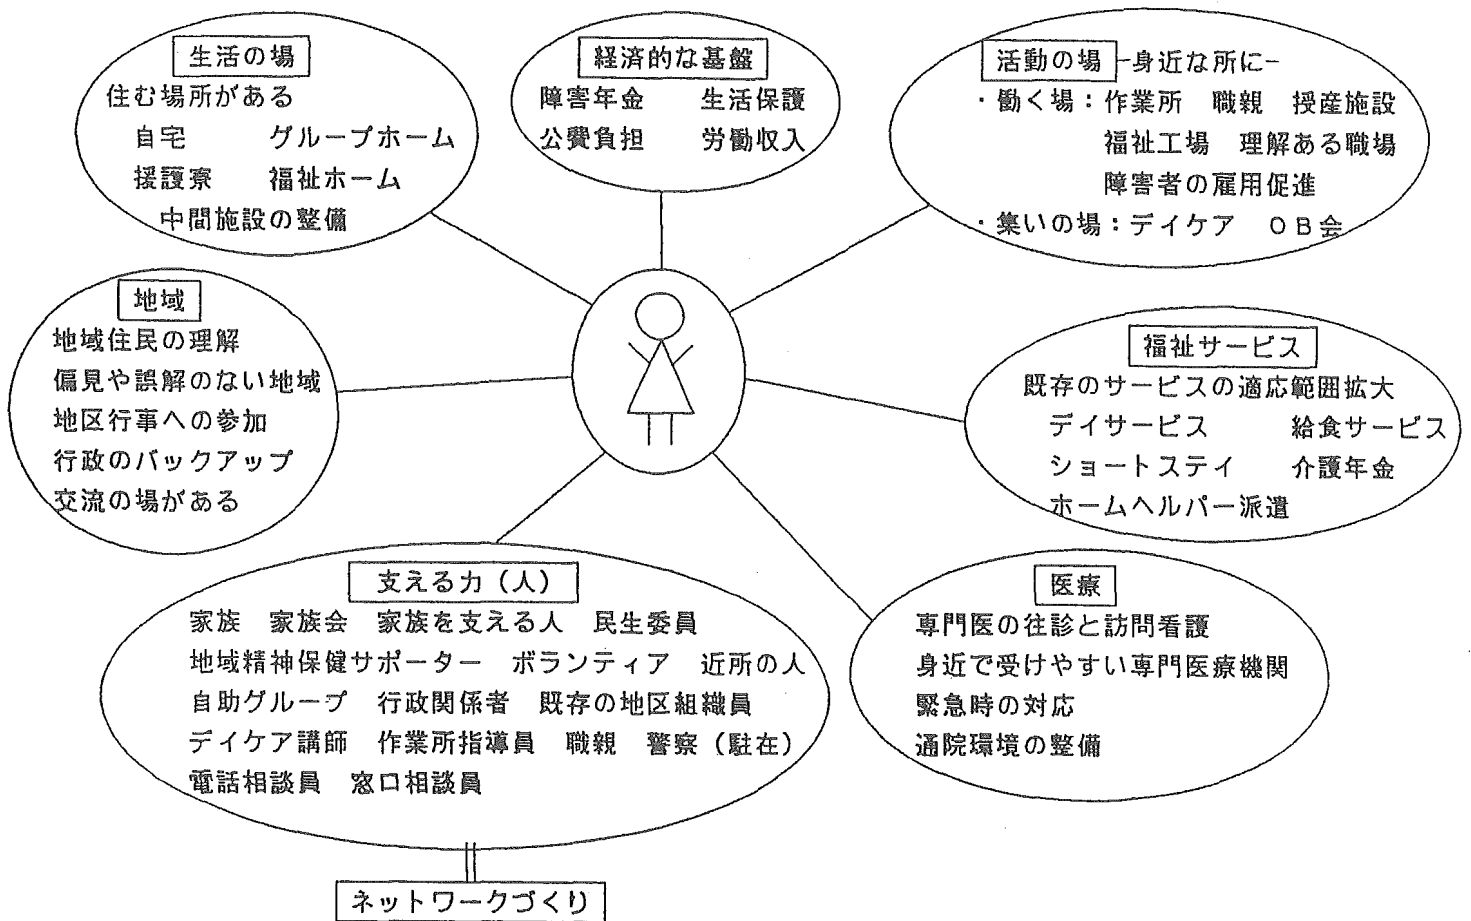 生活の場
住む場所がある
自宅 グループホーム
援護寮 福祉ホーム
中間施設の整備
経済的な基盤
障害年金 生活保護
公費負担 労働収入
活動の場 -身近な所に-
・働く場:作業所 職親 授産施設
福祉工場 理解ある職場
障害者の雇用促進
・集いの場:デイケア OB会
地域
地域住民の理解
偏見や誤解のない地域
地区行事への参加
行政のバックアップ
交流の場がある
福祉サービス
既存のサービスの適応範囲拡大
デイサービス 給食サービス
ショートステイ 介護年金
ホームヘルパー派遣
支える力(人)
家族 家族会 家族を支える人 民生委員
地域精神保健サポーター ボランティア 近所の人
自助グループ 行政関係者 既存の地区組織員
デイケア講師 作業所指導員 職親 警察(駐在)
電話相談員 窓口相談員
医療
専門医の往診と訪問看護
身近で受けやすい専門医療機関
緊急時の対応
通院環境の整備
ネットワークづくり